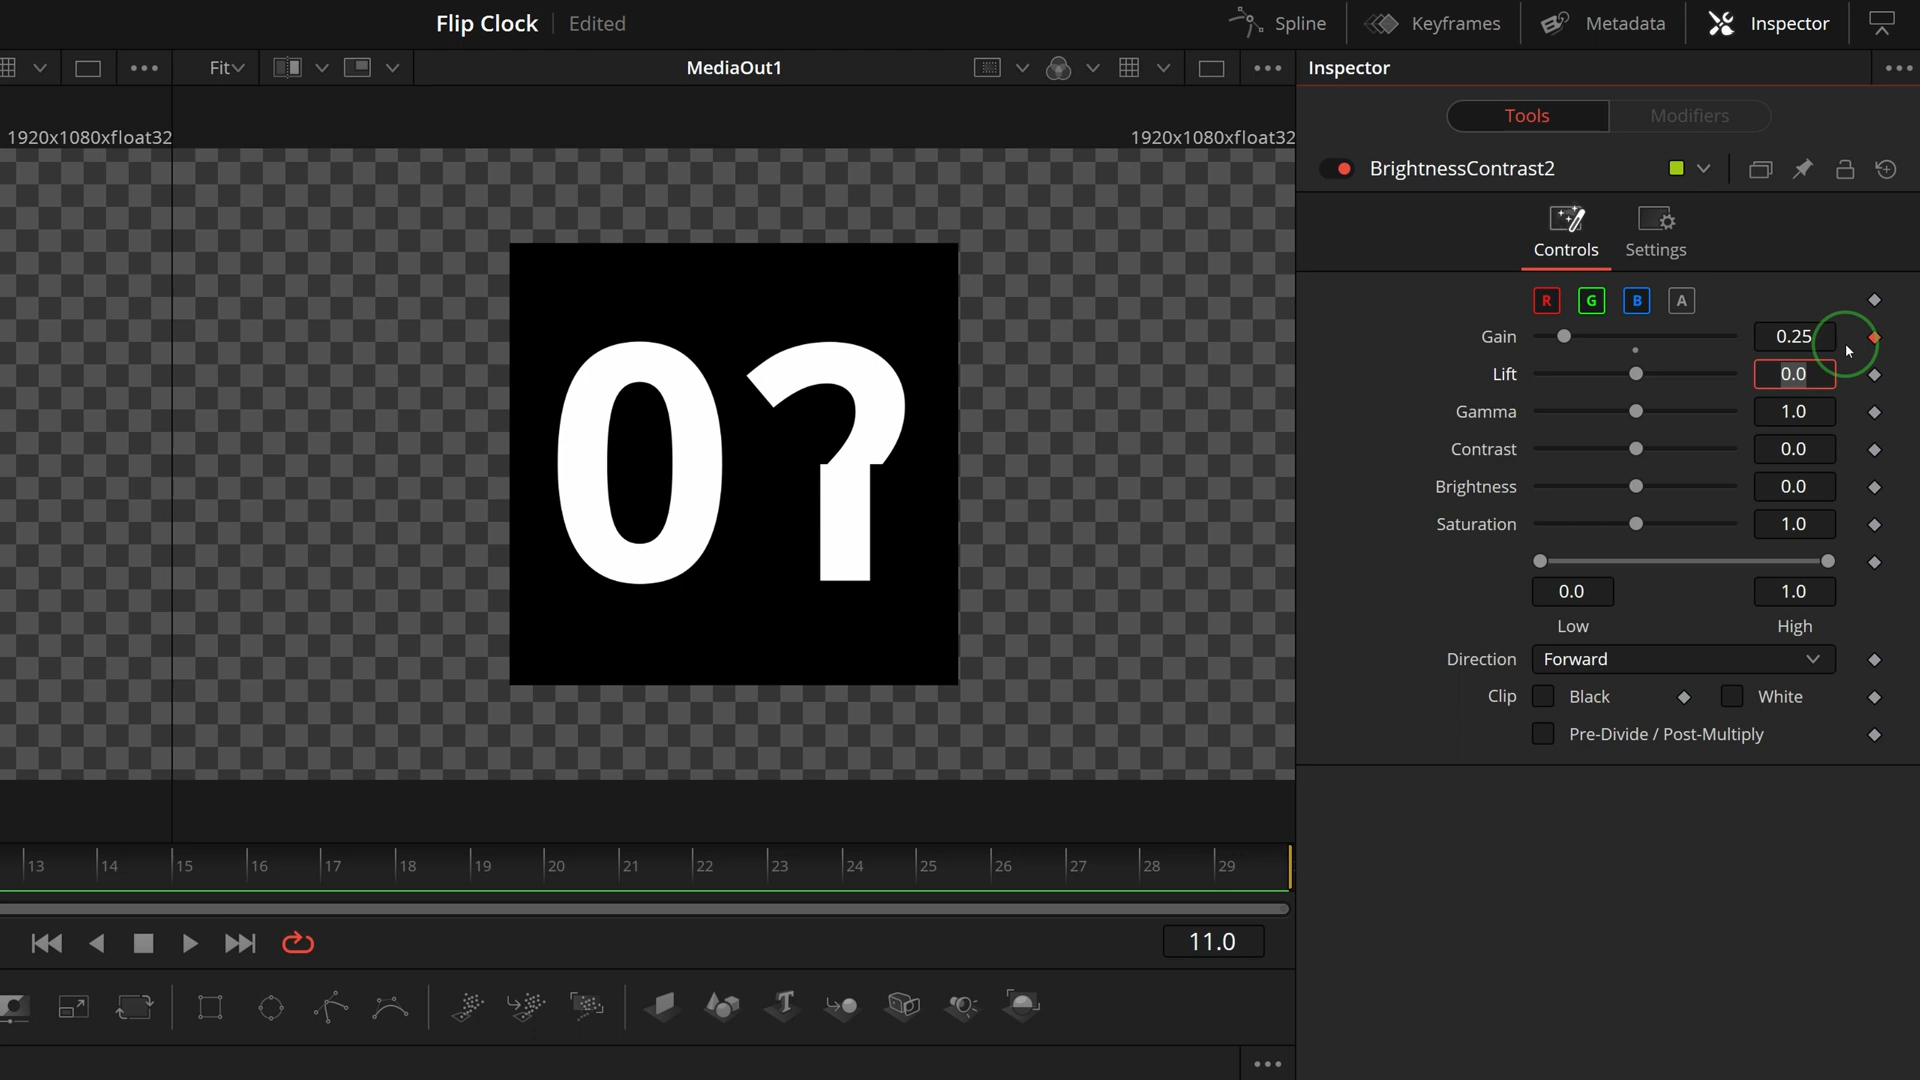 Flip Clock Edited
Spline Keyframes Metadata Inspector
Fit MediaOut1 Inspector
Tools Modifiers
1920x1080xfloat32 1920x1080xfloat32
BrightnessContrast2
Controls Settings
R G B A
Gain 0.25
Lift 0.0
Gamma 1.0
Contrast 0.0
Brightness 0.0
Saturation 1.0
0.0 1.0
Low High
Direction Forward
Clip Black White
Pre-Divide / Post-Multiply
13 14 15 16 17 18 19 20 21 22 23 24 25 26 27 28 29
11.0